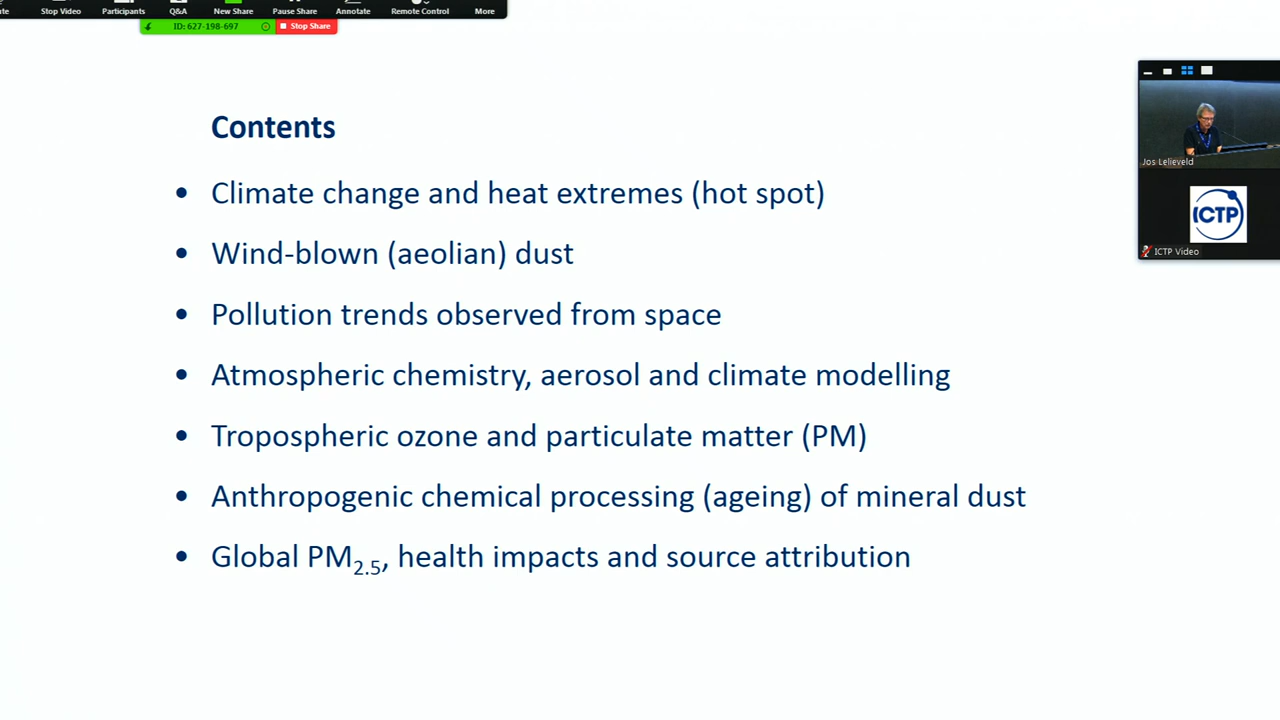 Stop Video
Participants
Q&A
New Share
Pause Share
Annotate
Remote Control
More
ID: 627-198-697
Stop Share
Contents
• Climate change and heat extremes (hot spot)
• Wind-blown (aeolian) dust
• Pollution trends observed from space
• Atmospheric chemistry, aerosol and climate modelling
• Tropospheric ozone and particulate matter (PM)
• Anthropogenic chemical processing (ageing) of mineral dust
• Global PM2.5, health impacts and source attribution
Jos Lelieveld
ICTP
ICTP Video